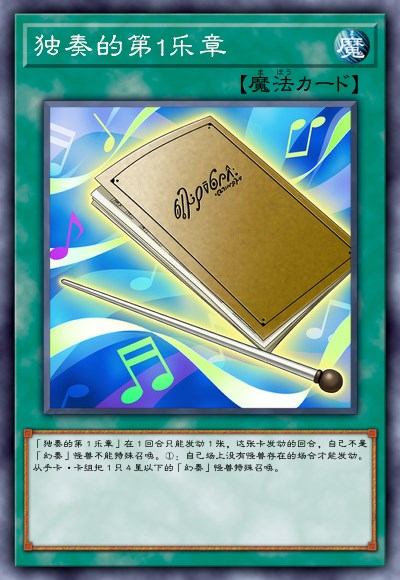 独奏的第1乐章
魔
【魔法カード】
まほう
「独奏的第1乐章」在1回合只能发动1张，这张卡发动的回合，自己不是
「幻奏」怪兽不能特殊召唤。①：自己场上没有怪兽存在的场合才能发动。
从手卡·卡组把1只4星以下的「幻奏」怪兽特殊召唤。